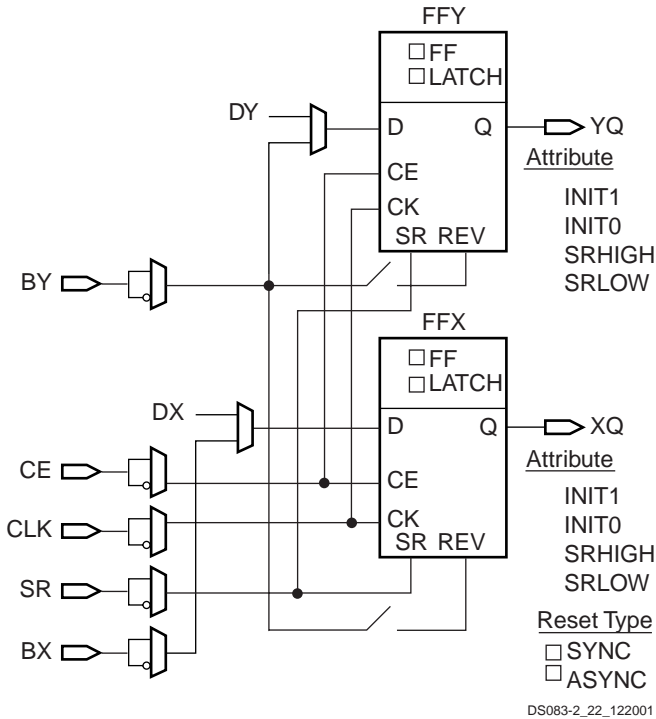 FFY
FF
LATCH
DY
D
Q
YQ
CE
CK
SR REV
Attribute
INIT1
INIT0
SRHIGH
SRLOW
BY
FFX
FF
LATCH
DX
D
Q
XQ
CE
CE
CLK
CK
SR REV
Attribute
INIT1
INIT0
SRHIGH
SRLOW
SR
BX
Reset Type
SYNC
ASYNC
DS083-2_22_122001